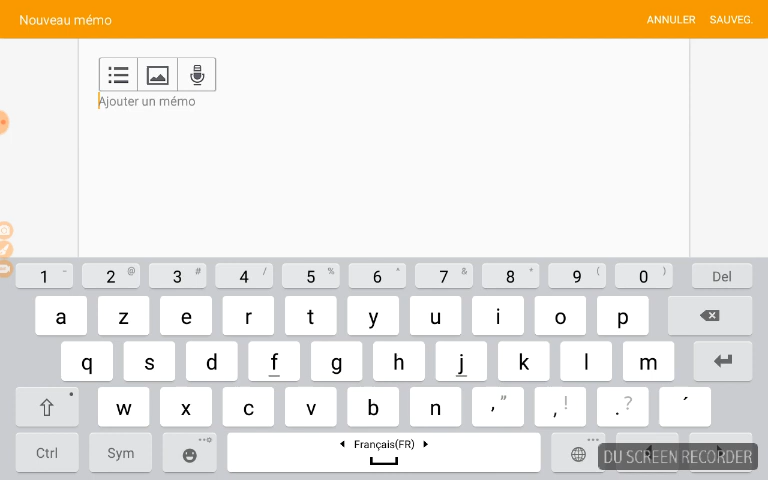 Nouveau mémo ANNULER SAUVEG.
Ajouter un mémo
1 - 2 @ 3 # 4 / 5 % 6 ^ 7 & 8 * 9 ( 0 ) Del
a z e r t y u i o p
q s d f g h j k l m
w x c v b n ' " , ! . ? ´
Ctrl Sym Français(FR)
DU SCREEN RECORDER